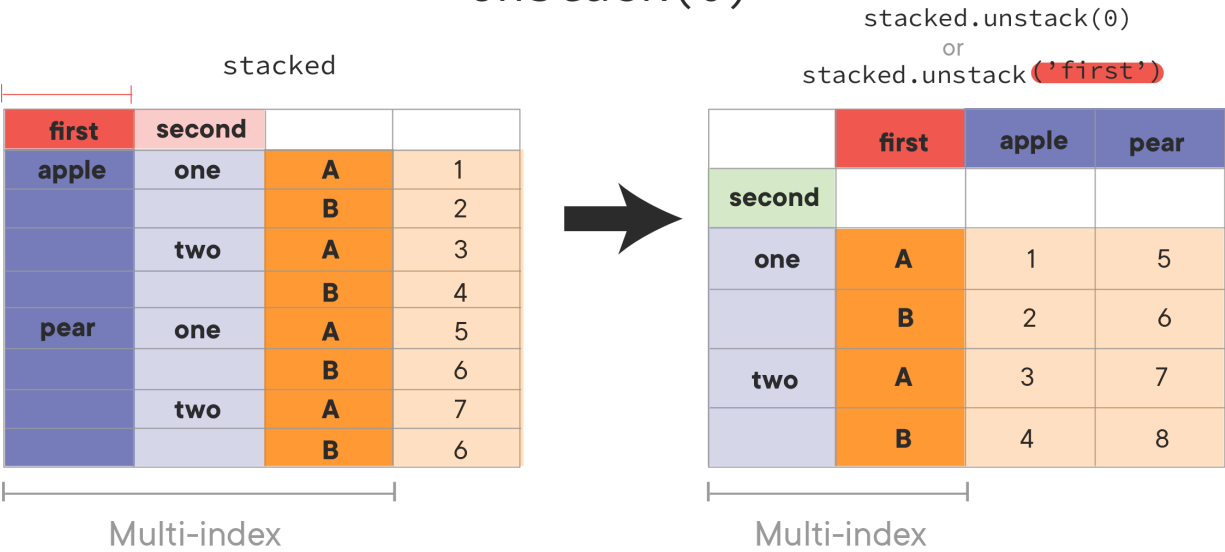 stacked.unstack(0)
or
stacked
stacked.unstack('first')
first second
apple one A 1
B 2
two A 3
B 4
pear one A 5
B 6
two A 7
B 6
Multi-index
first apple pear
second
one A 1 5
B 2 6
two A 3 7
B 4 8
Multi-index